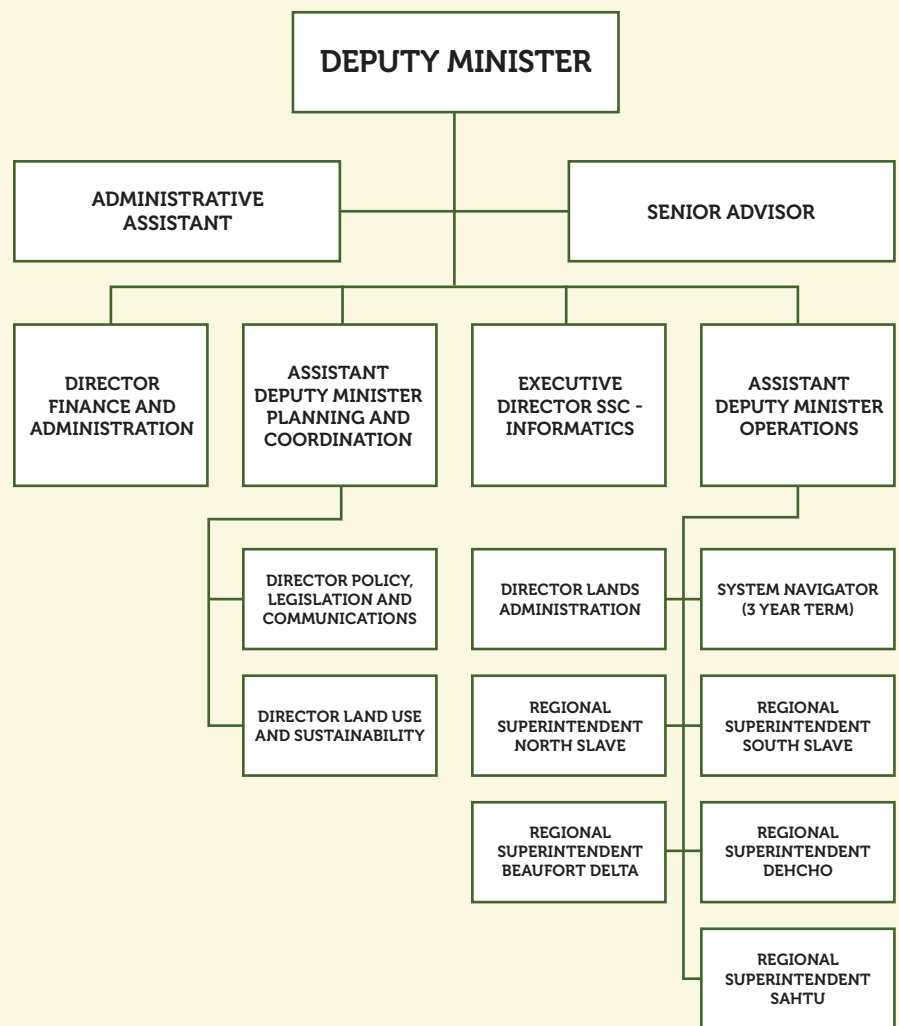 DEPUTY MINISTER
ADMINISTRATIVE
ASSISTANT
SENIOR ADVISOR
DIRECTOR
FINANCE AND
ADMINISTRATION
ASSISTANT
DEPUTY MINISTER
PLANNING AND
COORDINATION
EXECUTIVE
DIRECTOR SSC -
INFORMATICS
ASSISTANT
DEPUTY MINISTER
OPERATIONS
DIRECTOR POLICY,
LEGISLATION AND
COMMUNICATIONS
DIRECTOR LANDS
ADMINISTRATION
SYSTEM NAVIGATOR
(3 YEAR TERM)
DIRECTOR LAND USE
AND SUSTAINABILITY
REGIONAL
SUPERINTENDENT
NORTH SLAVE
REGIONAL
SUPERINTENDENT
SOUTH SLAVE
REGIONAL
SUPERINTENDENT
BEAUFORT DELTA
REGIONAL
SUPERINTENDENT
DEHCHO
REGIONAL
SUPERINTENDENT
SAHTU